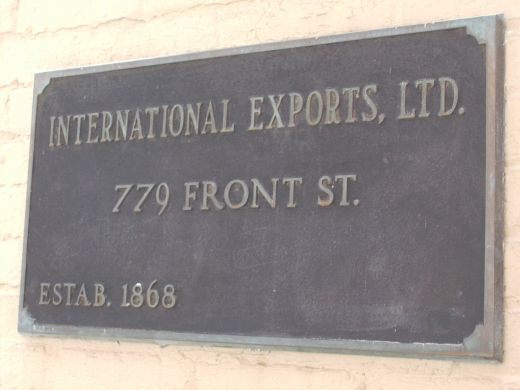 INTERNATIONAL EXPORTS, LTD.
779 FRONT ST.
ESTAB. 1868